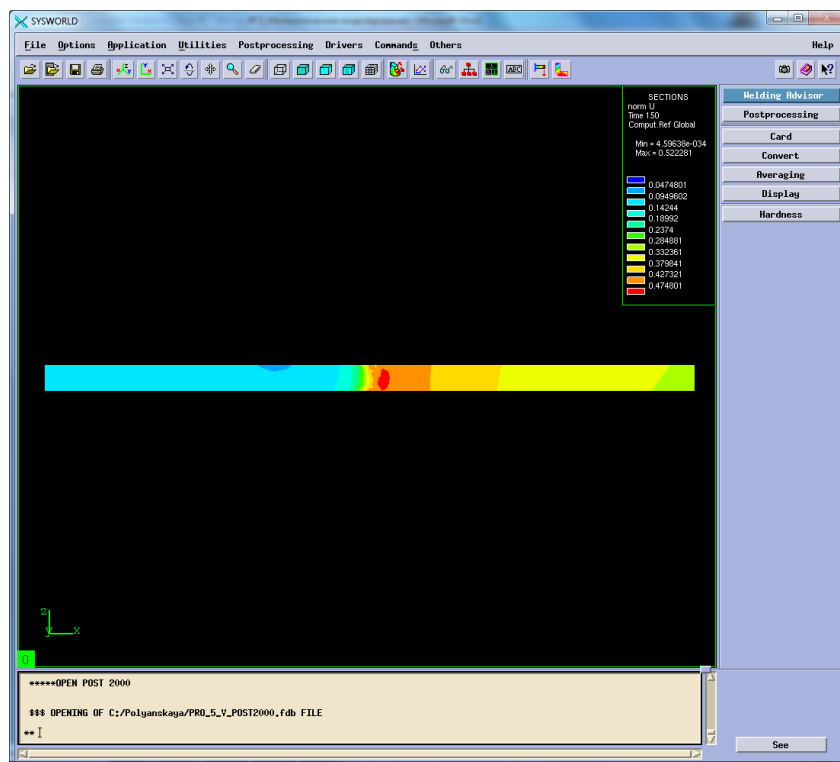 SYSWORLD
File Options Application Utilities Postprocessing Drivers Commands Others Help
ABC
Welding Advisor
Postprocessing
Card
Convert
Averaging
Display
Hardness
SECTIONS
norm U
Time 150
Comput.Ref Global
Min = 4.59638e-034
Max = 0.522281
0.0474801
0.0949602
0.14244
0.18992
0.2374
0.284881
0.332361
0.379841
0.427321
0.474801
z
y x
0
*****OPEN POST 2000
$$$ OPENING OF C:/Polyanskaya/PRO_5_V_POST2000.fdb FILE
**
See